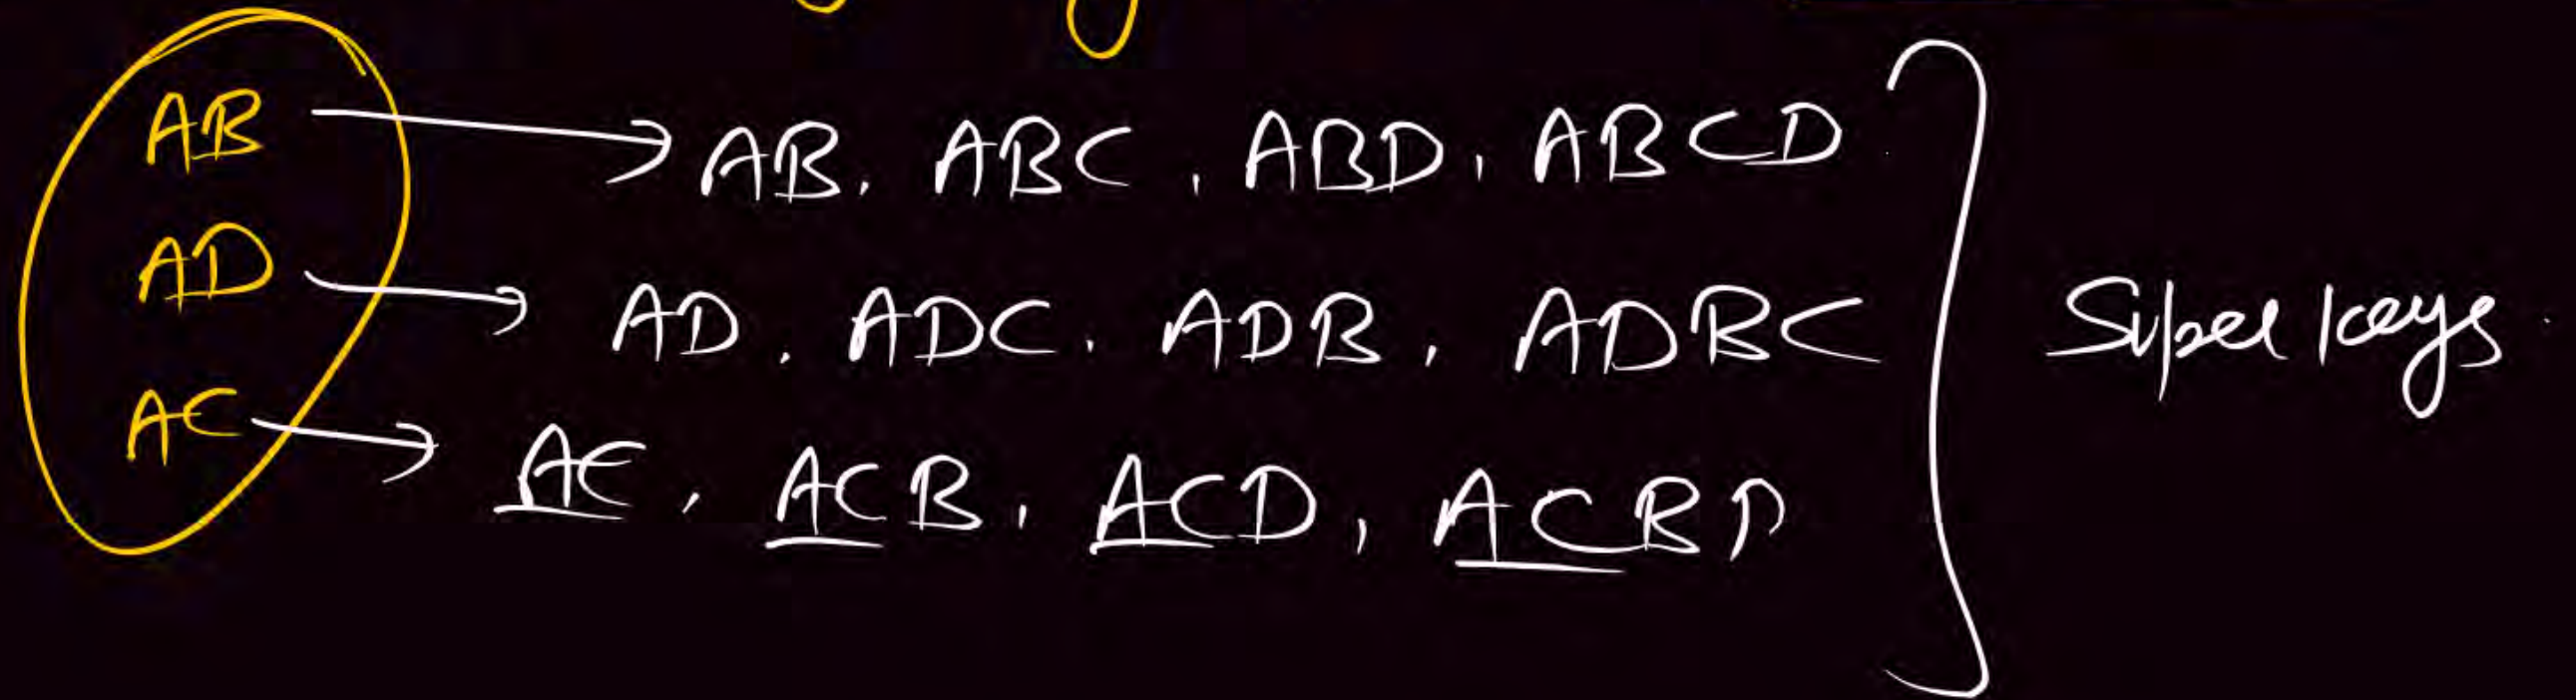 AB → AB, ABC, ABD, ABCD
AD → AD, ADC, ADB, ADBC
AC → AC, ACB, ACD, ACBD
Super keys